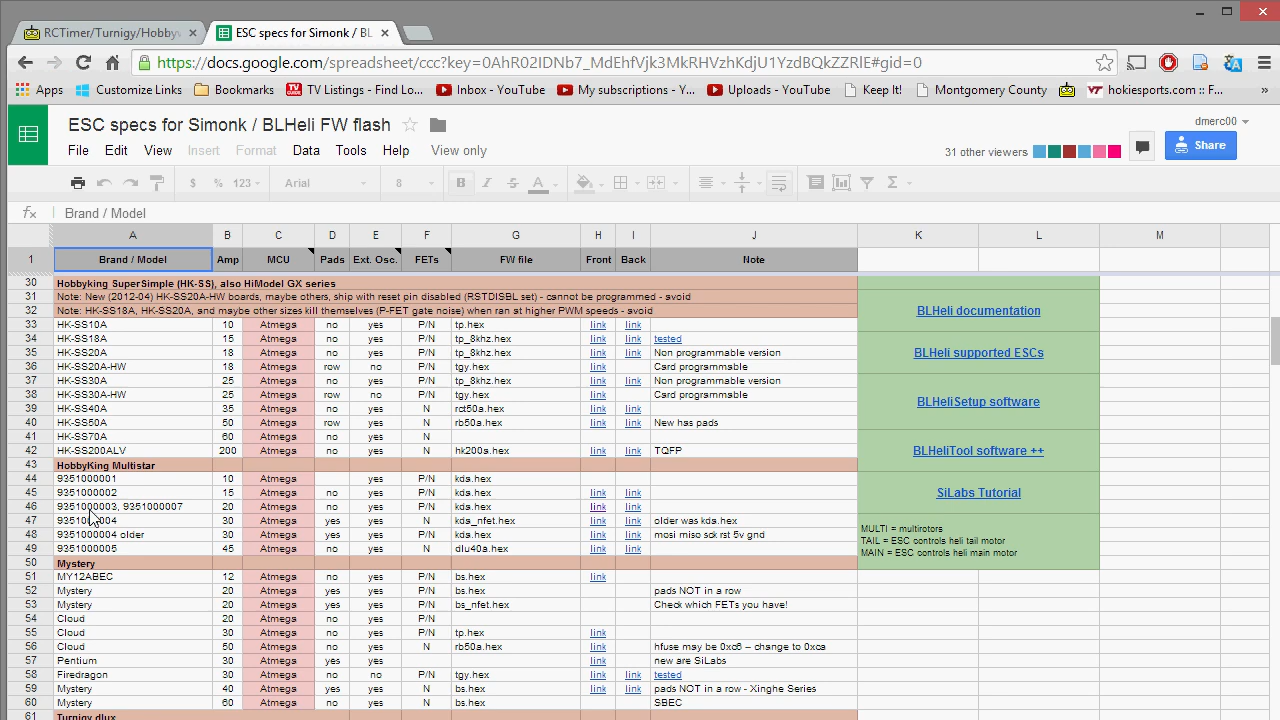 RCTimer/Turnigy/Hobbyw
ESC specs for Simonk / BL
https://docs.google.com/spreadsheet/ccc?key=0AhR02IDNb7_MdEhfVjk3MkRHVzhKdjU1YzdBQkZZRlE#gid=0
Apps Customize Links Bookmarks TV Listings - Find Lo... Inbox - YouTube My subscriptions - Y... Uploads - YouTube Keep It! Montgomery County hokiesports.com :: F... »
ESC specs for Simonk / BLHeli FW flash
dmerc00
File Edit View Insert Format Data Tools Help View only
31 other viewers
Share
$ % 123 Arial 8 B I S A Σ
fx Brand / Model
A B C D E F G H I J K L M
1 Brand / Model Amp MCU Pads Ext. Osc. FETs FW file Front Back Note
30 Hobbyking SuperSimple (HK-SS), also HiModel GX series
31 Note: New (2012-04) HK-SS20A-HW boards, maybe others, ship with reset pin disabled (RSTDISBL set) - cannot be programmed - avoid
32 Note: HK-SS18A, HK-SS20A, and maybe other sizes kill themselves (P-FET gate noise) when ran at higher PWM speeds - avoid
33 HK-SS10A 10 Atmega no yes P/N tp.hex link link
34 HK-SS18A 15 Atmega no yes P/N tp_8khz.hex link link tested
35 HK-SS20A 18 Atmega no yes P/N tp_8khz.hex link link Non programmable version
36 HK-SS20A-HW 18 Atmega row no P/N tgy.hex link Card programmable
37 HK-SS30A 25 Atmega no yes P/N tp_8khz.hex link link Non programmable version
38 HK-SS30A-HW 25 Atmega row no P/N tgy.hex link Card programmable
39 HK-SS40A 35 Atmega no yes N rct50a.hex link link
40 HK-SS50A 50 Atmega row yes N rb50a.hex link link New has pads
41 HK-SS70A 60 Atmega no yes N
42 HK-SS200ALV 200 Atmega no yes N hk200a.hex link link TQFP
43 HobbyKing Multistar
44 9351000001 10 Atmega yes P/N kda.hex
45 9351000002 15 Atmega no yes P/N kda.hex link link
46 9351000003, 9351000007 20 Atmega no yes P/N kda.hex link link
47 9351000004 30 Atmega yes yes N kda_nfet.hex link link older was kda.hex
48 9351000004 older 30 Atmega yes yes P/N kda.hex link link mosi miso sck rst 5v gnd
49 9351000005 45 Atmega no yes N dlu40a.hex link link
50 Mystery
51 MY12ABEC 12 Atmega no yes P/N bs.hex link
52 Mystery 20 Atmega yes yes P/N bs.hex pads NOT in a row
53 Mystery 20 Atmega yes yes P/N bs_nfet.hex Check which FETs you have!
54 Cloud 20 Atmega no yes P/N
55 Cloud 30 Atmega no yes P/N tp.hex link
56 Cloud 50 Atmega no yes N rb50a.hex link hfuse may be 0xc6 – change to 0xca
57 Pentium 30 Atmega yes yes link new are SiLabs
58 Firedragon 30 Atmega no no P/N tgy.hex link link tested
59 Mystery 40 Atmega yes yes N bs.hex link link pads NOT in a row - Xinghe Series
60 Mystery 60 Atmega no yes N bs.hex SBEC
61 Turnigy dlux
BLHeli documentation
BLHeli supported ESCs
BLHeliSetup software
BLHeliTool software ++
SiLabs Tutorial
MULTI = multirotors
TAIL = ESC controls heli tail motor
MAIN = ESC controls heli main motor